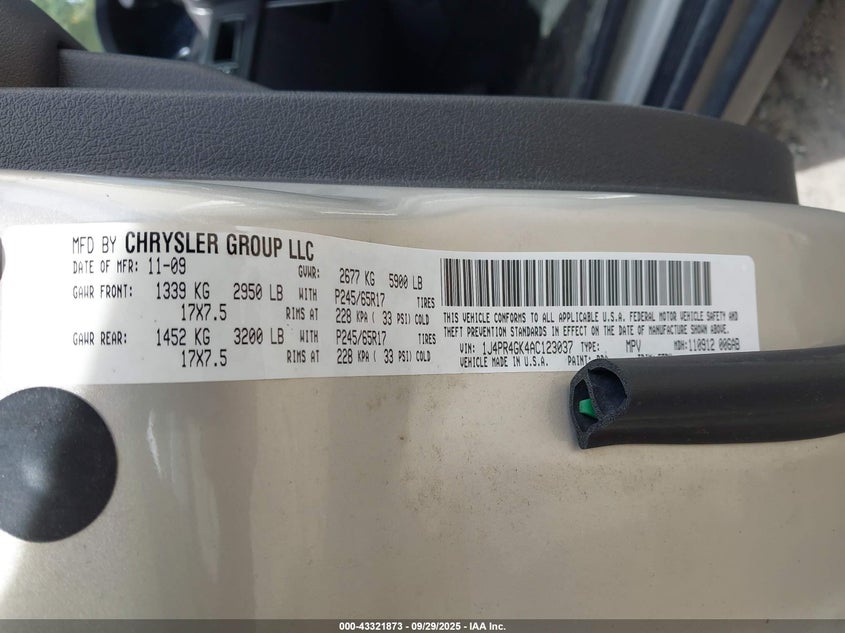 MFD BY CHRYSLER GROUP LLC
DATE OF MFR: 11-09 GVWR: 2677 KG 5900 LB
GAWR FRONT: 1339 KG 2950 LB WITH P245/65R17 TIRES
17X7.5 RIMS AT 228 KPA ( 33 PSI) COLD
GAWR REAR: 1452 KG 3200 LB WITH P245/65R17 TIRES
17X7.5 RIMS AT 228 KPA ( 33 PSI) COLD
THIS VEHICLE CONFORMS TO ALL APPLICABLE U.S.A. FEDERAL MOTOR VEHICLE SAFETY AND
THEFT PREVENTION STANDARDS IN EFFECT ON THE DATE OF MANUFACTURE SHOWN ABOVE.
VIN: 1J4PR4GK4AC123037 TYPE: MPV MDH: 110912 006AB
VEHICLE MADE IN U.S.A. PAINT:
000-43321873 - 09/29/2025 - IAA Inc.